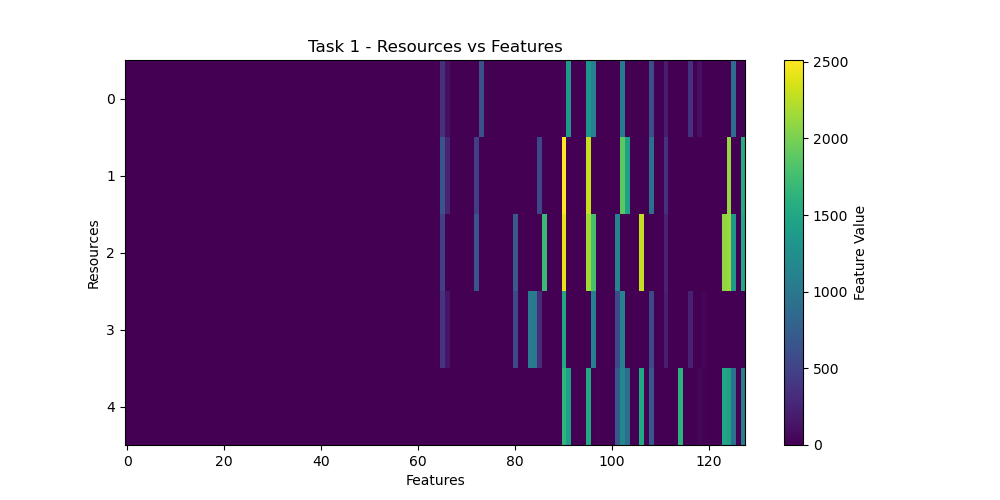 Task 1 - Resources vs Features
Resources
0
1
2
3
4
0 20 40 60 80 100 120
Features
2500
2000
1500
1000
500
0
Feature Value